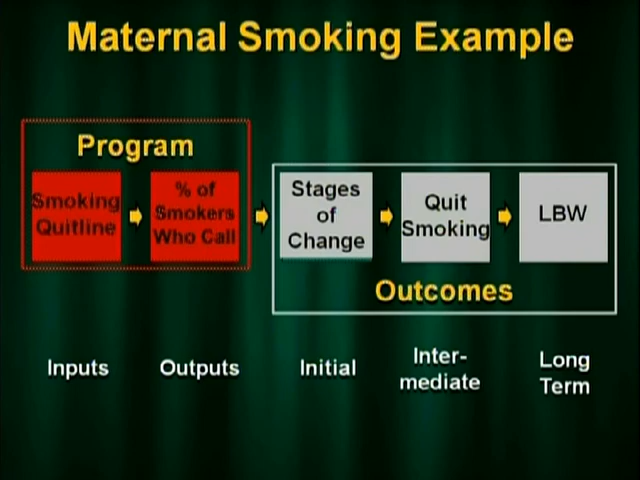 Maternal Smoking Example
Program
Smoking
Quitline
% of
Smokers
Who Call
Stages
of
Change
Quit
Smoking
LBW
Outcomes
Inputs
Outputs
Initial
Inter-
mediate
Long
Term